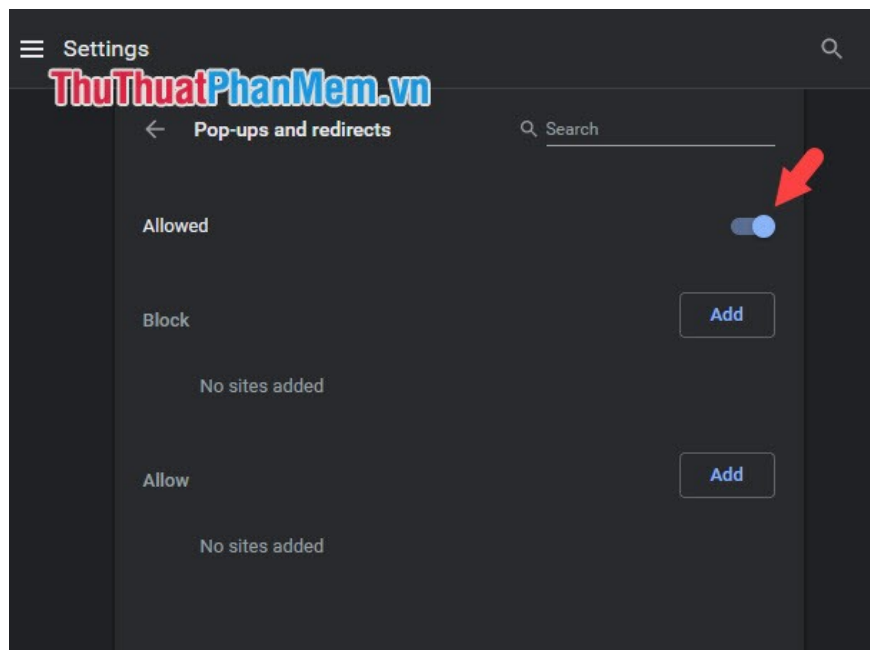 Settings
ThuThuatPhanMem.vn
Pop-ups and redirects
Search
Allowed
Block
Add
No sites added
Allow
Add
No sites added